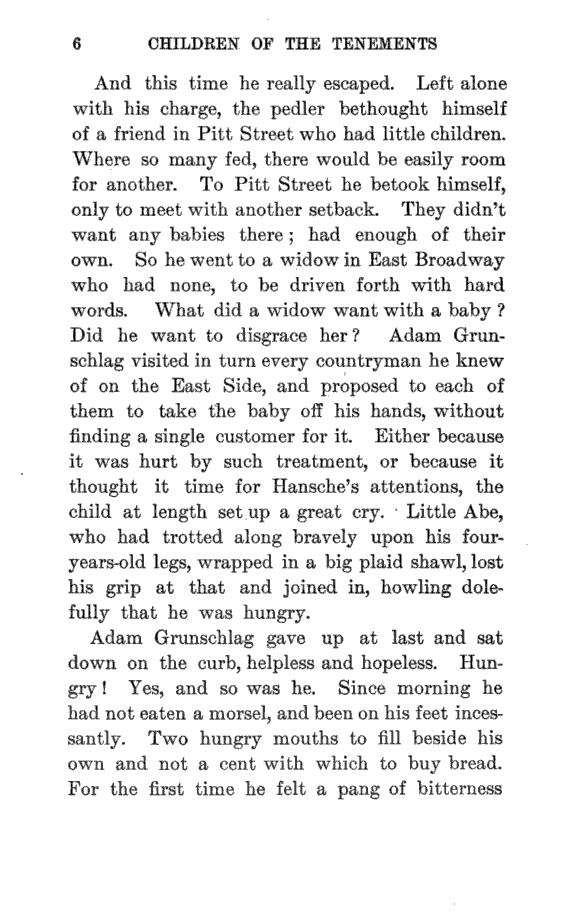 6 CHILDREN OF THE TENEMENTS
And this time he really escaped. Left alone
with his charge, the pedler bethought himself
of a friend in Pitt Street who had little children.
Where so many fed, there would be easily room
for another. To Pitt Street he betook himself,
only to meet with another setback. They didn't
want any babies there ; had enough of their
own. So he went to a widow in East Broadway
who had none, to be driven forth with hard
words. What did a widow want with a baby ?
Did he want to disgrace her ? Adam Grun-
schlag visited in turn every countryman he knew
of on the East Side, and proposed to each of
them to take the baby off his hands, without
finding a single customer for it. Either because
it was hurt by such treatment, or because it
thought it time for Hansche's attentions, the
child at length set up a great cry. Little Abe,
who had trotted along bravely upon his four-
years-old legs, wrapped in a big plaid shawl, lost
his grip at that and joined in, howling dole-
fully that he was hungry.
Adam Grunschlag gave up at last and sat
down on the curb, helpless and hopeless. Hun-
gry ! Yes, and so was he. Since morning he
had not eaten a morsel, and been on his feet inces-
santly. Two hungry mouths to fill beside his
own and not a cent with which to buy bread.
For the first time he felt a pang of bitterness